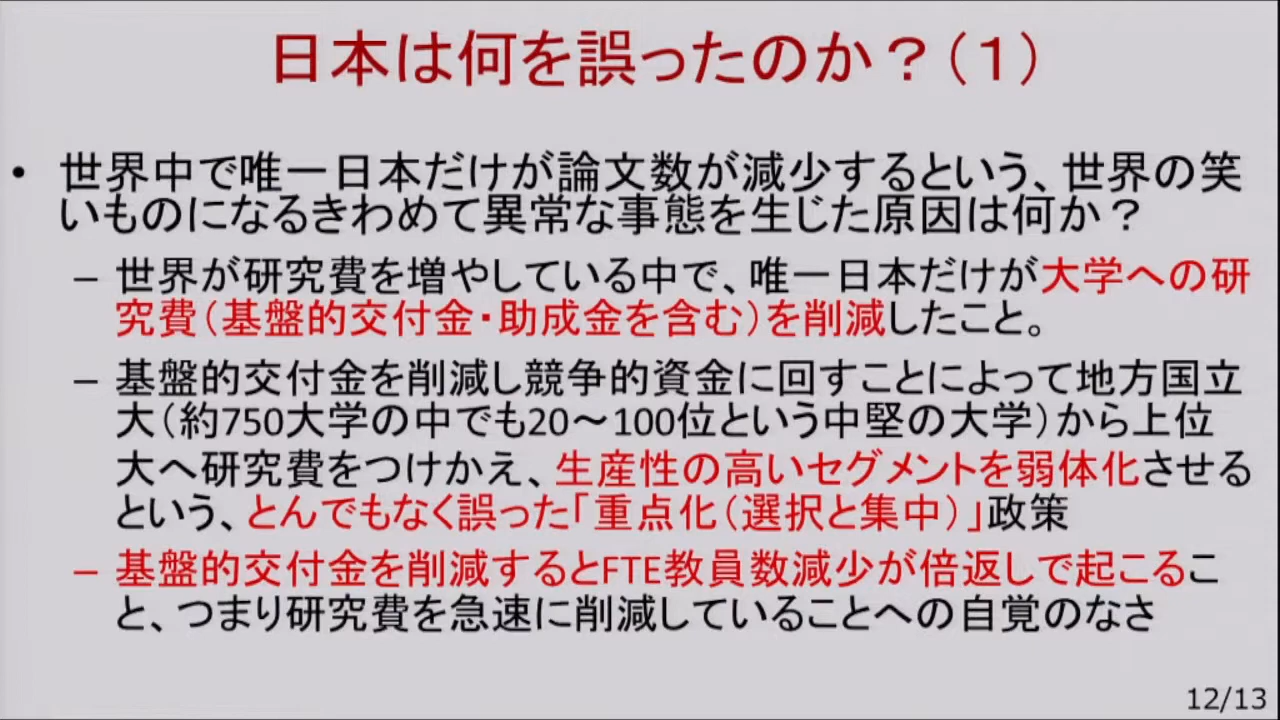 日本は何を誤ったのか？（１）
• 世界中で唯一日本だけが論文数が減少するという、世界の笑
いものになるきわめて異常な事態を生じた原因は何か？
– 世界が研究費を増やしている中で、唯一日本だけが大学への研
究費（基盤的交付金・助成金を含む）を削減したこと。
– 基盤的交付金を削減し競争的資金に回すことによって地方国立
大（約750大学の中でも20～100位という中堅の大学）から上位
大へ研究費をつけかえ、生産性の高いセグメントを弱体化させる
という、とんでもなく誤った「重点化（選択と集中）」政策
– 基盤的交付金を削減するとFTE教員数減少が倍返しで起こるこ
と、つまり研究費を急速に削減していることへの自覚のなさ
12/13